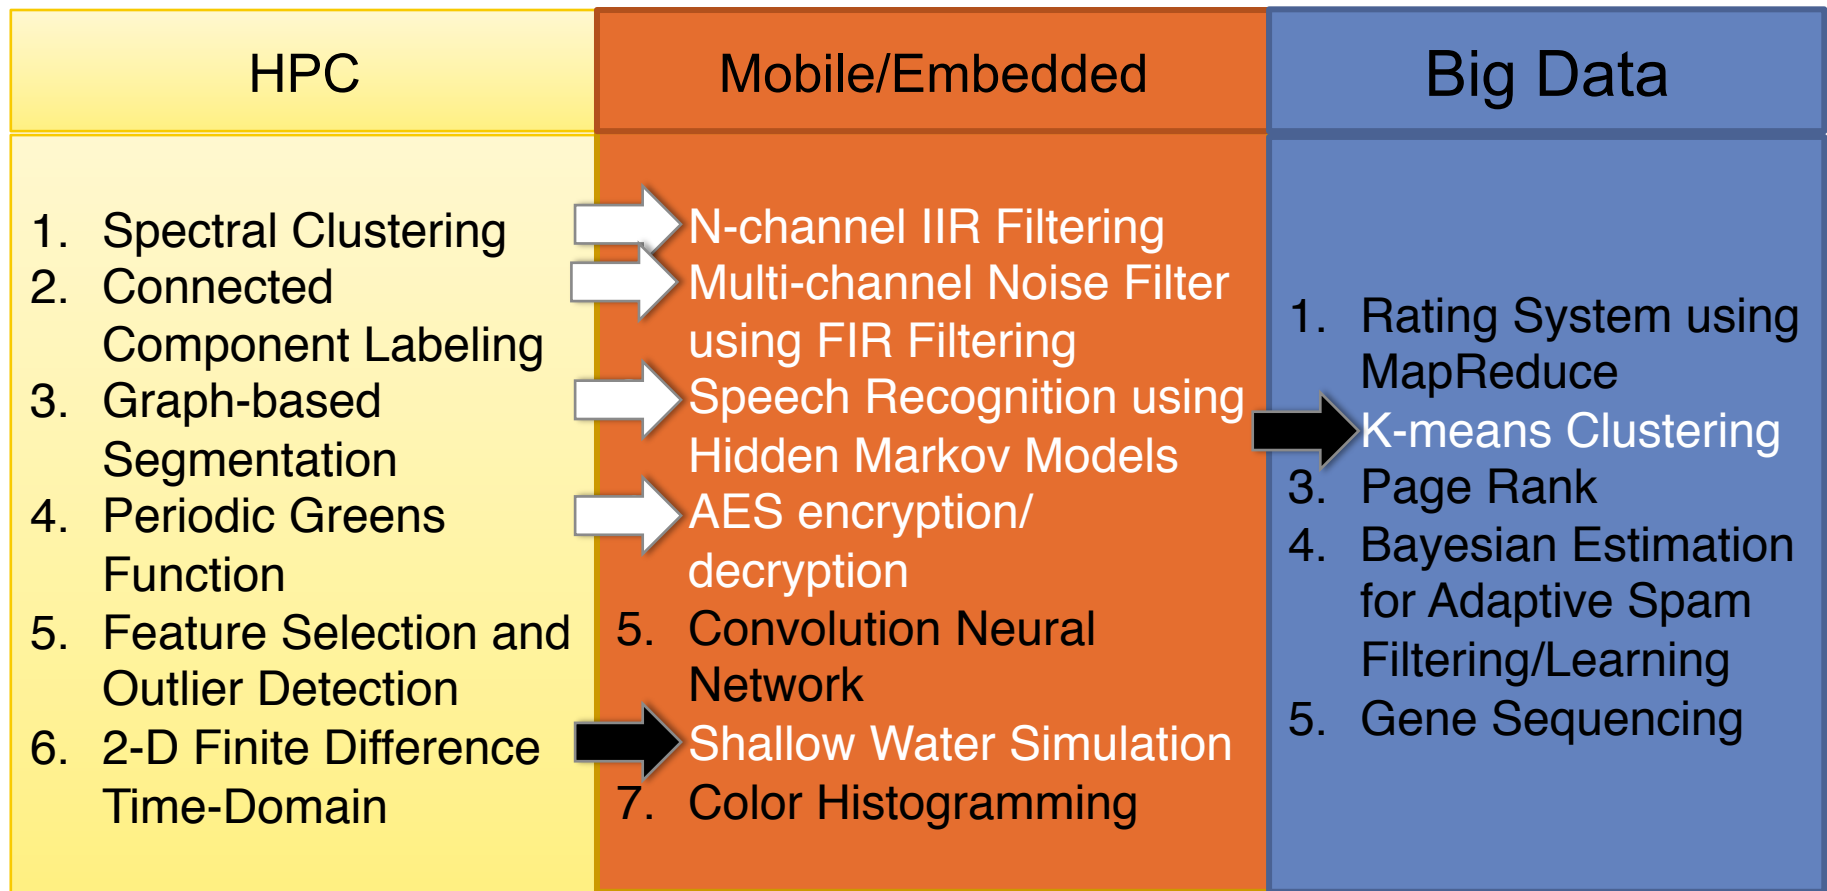 HPC
Mobile/Embedded
Big Data
1. Spectral Clustering
2. Connected
Component Labeling
3. Graph-based
Segmentation
4. Periodic Greens
Function
5. Feature Selection and
Outlier Detection
6. 2-D Finite Difference
Time-Domain
N-channel IIR Filtering
Multi-channel Noise Filter
using FIR Filtering
Speech Recognition using
Hidden Markov Models
AES encryption/
decryption
5. Convolution Neural
Network
Shallow Water Simulation
7. Color Histogramming
1. Rating System using
MapReduce
K-means Clustering
3. Page Rank
4. Bayesian Estimation
for Adaptive Spam
Filtering/Learning
5. Gene Sequencing